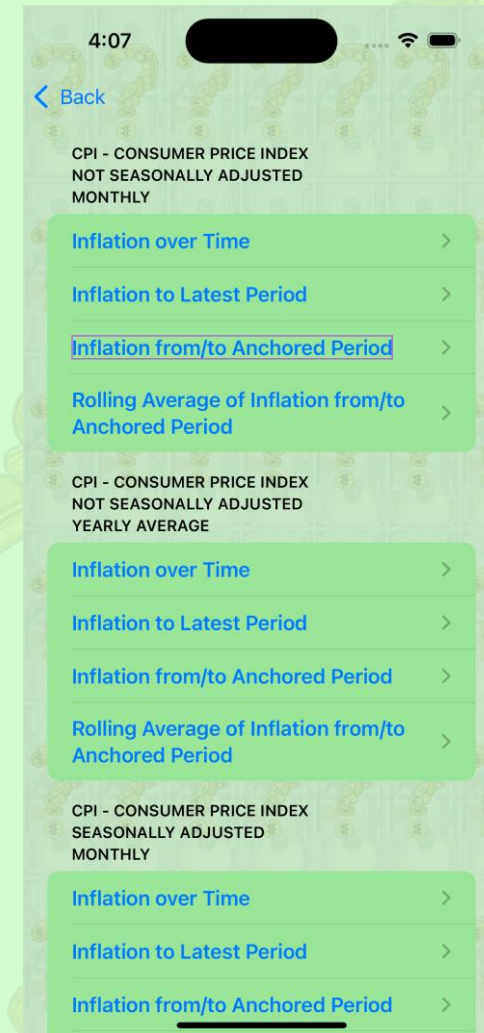 4:07
Back
CPI - CONSUMER PRICE INDEX
NOT SEASONALLY ADJUSTED
MONTHLY
Inflation over Time
Inflation to Latest Period
Inflation from/to Anchored Period
Rolling Average of Inflation from/to
Anchored Period
CPI - CONSUMER PRICE INDEX
NOT SEASONALLY ADJUSTED
YEARLY AVERAGE
Inflation over Time
Inflation to Latest Period
Inflation from/to Anchored Period
Rolling Average of Inflation from/to
Anchored Period
CPI - CONSUMER PRICE INDEX
SEASONALLY ADJUSTED
MONTHLY
Inflation over Time
Inflation to Latest Period
Inflation from/to Anchored Period